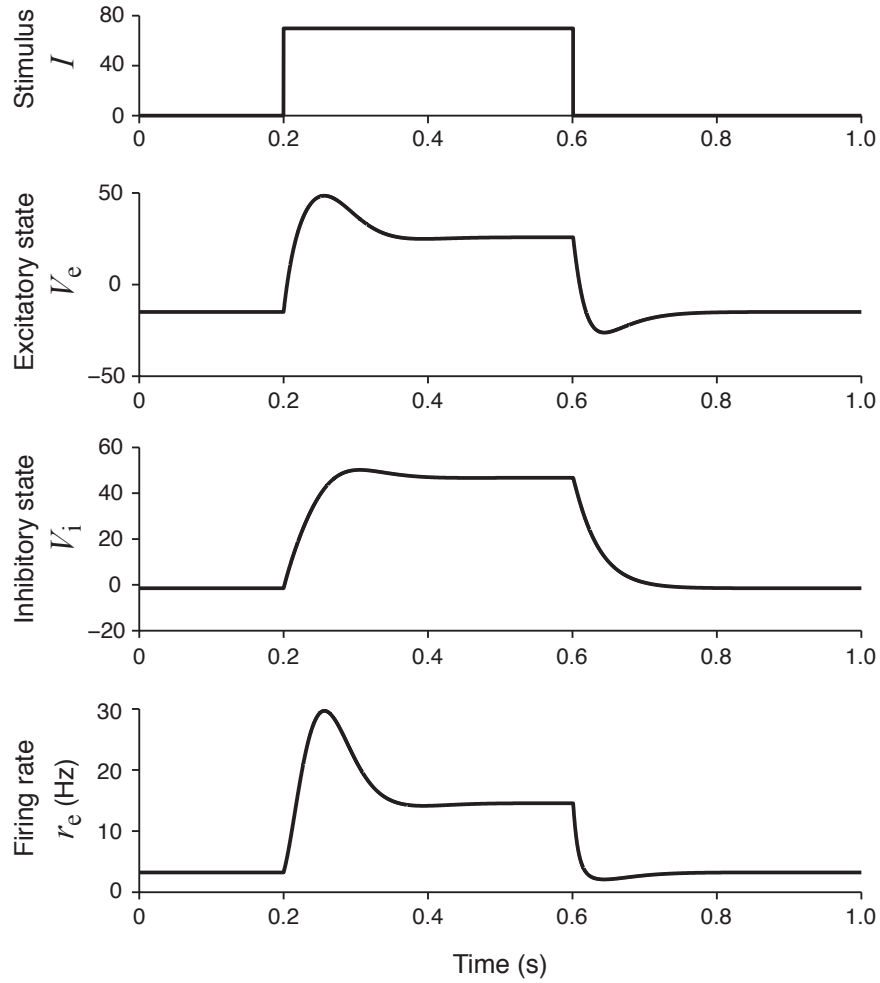 Stimulus
I
80
40
0
0 0.2 0.4 0.6 0.8 1.0
Excitatory state
Ve
50
0
−50
0 0.2 0.4 0.6 0.8 1.0
Inhibitory state
Vi
60
40
20
0
−20
0 0.2 0.4 0.6 0.8 1.0
Firing rate
re (Hz)
30
20
10
0
0 0.2 0.4 0.6 0.8 1.0
Time (s)